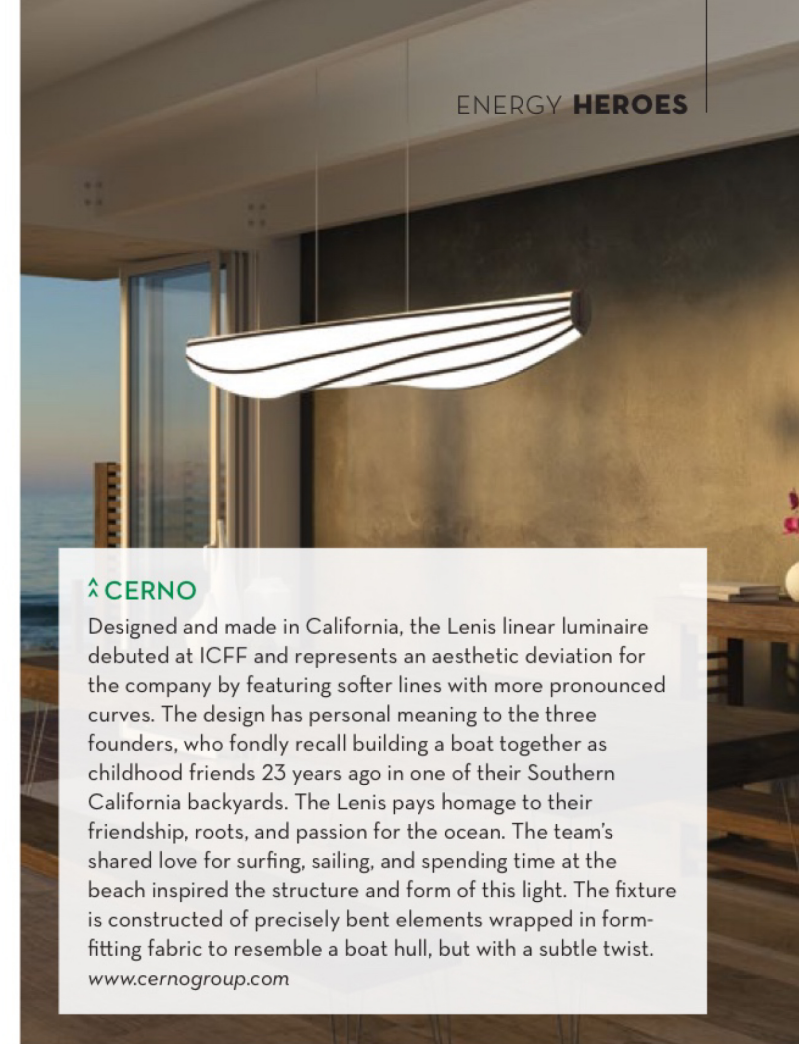 ENERGY HEROES
CERNO
Designed and made in California, the Lenis linear luminaire
debuted at ICFF and represents an aesthetic deviation for
the company by featuring softer lines with more pronounced
curves. The design has personal meaning to the three
founders, who fondly recall building a boat together as
childhood friends 23 years ago in one of their Southern
California backyards. The Lenis pays homage to their
friendship, roots, and passion for the ocean. The team's
shared love for surfing, sailing, and spending time at the
beach inspired the structure and form of this light. The fixture
is constructed of precisely bent elements wrapped in form-
fitting fabric to resemble a boat hull, but with a subtle twist.
www.cernogroup.com